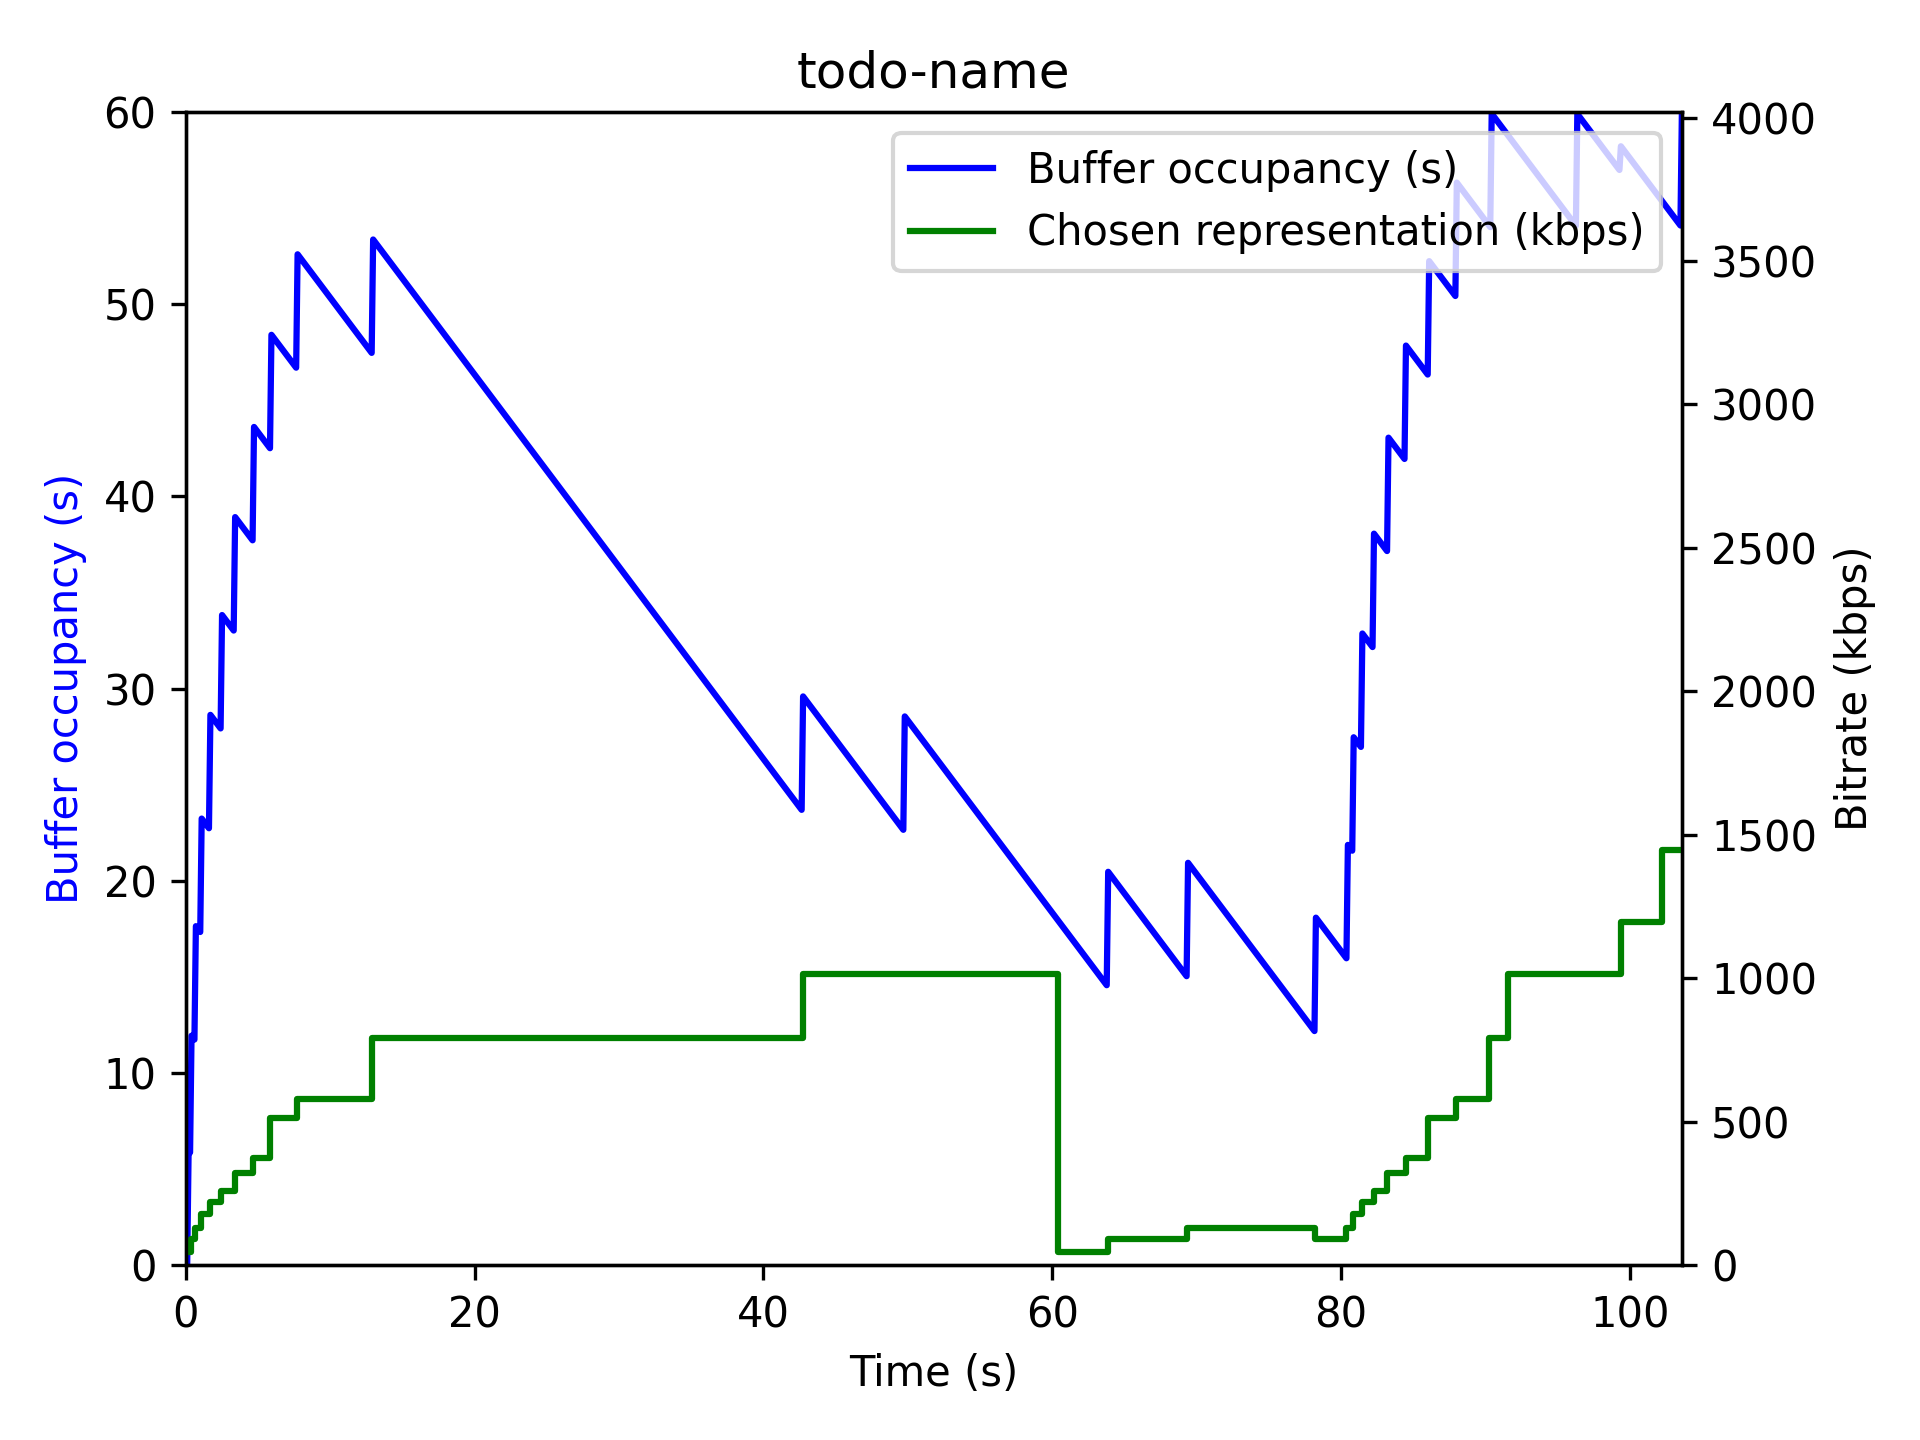 todo-name
Buffer occupancy (s)
Chosen representation (kbps)
60
50
40
30
20
10
0
Buffer occupancy (s)
4000
3500
3000
2500
2000
1500
1000
500
0
Bitrate (kbps)
0 20 40 60 80 100
Time (s)